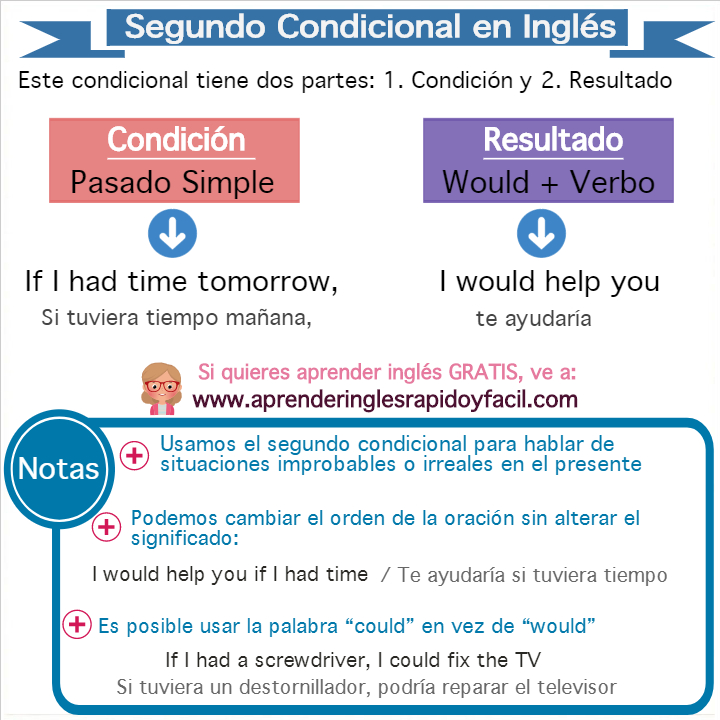 Segundo Condicional en Inglés
Este condicional tiene dos partes: 1. Condición y 2. Resultado
Condición
Pasado Simple
Resultado
Would + Verbo
If I had time tomorrow,
Si tuviera tiempo mañana,
I would help you
te ayudaría
Si quieres aprender inglés GRATIS, ve a:
www.aprenderinglesrapidoyfacil.com
Notas
Usamos el segundo condicional para hablar de
situaciones improbables o irreales en el presente
Podemos cambiar el orden de la oración sin alterar el
significado:
I would help you if I had time / Te ayudaría si tuviera tiempo
Es posible usar la palabra “could” en vez de “would”
If I had a screwdriver, I could fix the TV
Si tuviera un destornillador, podría reparar el televisor